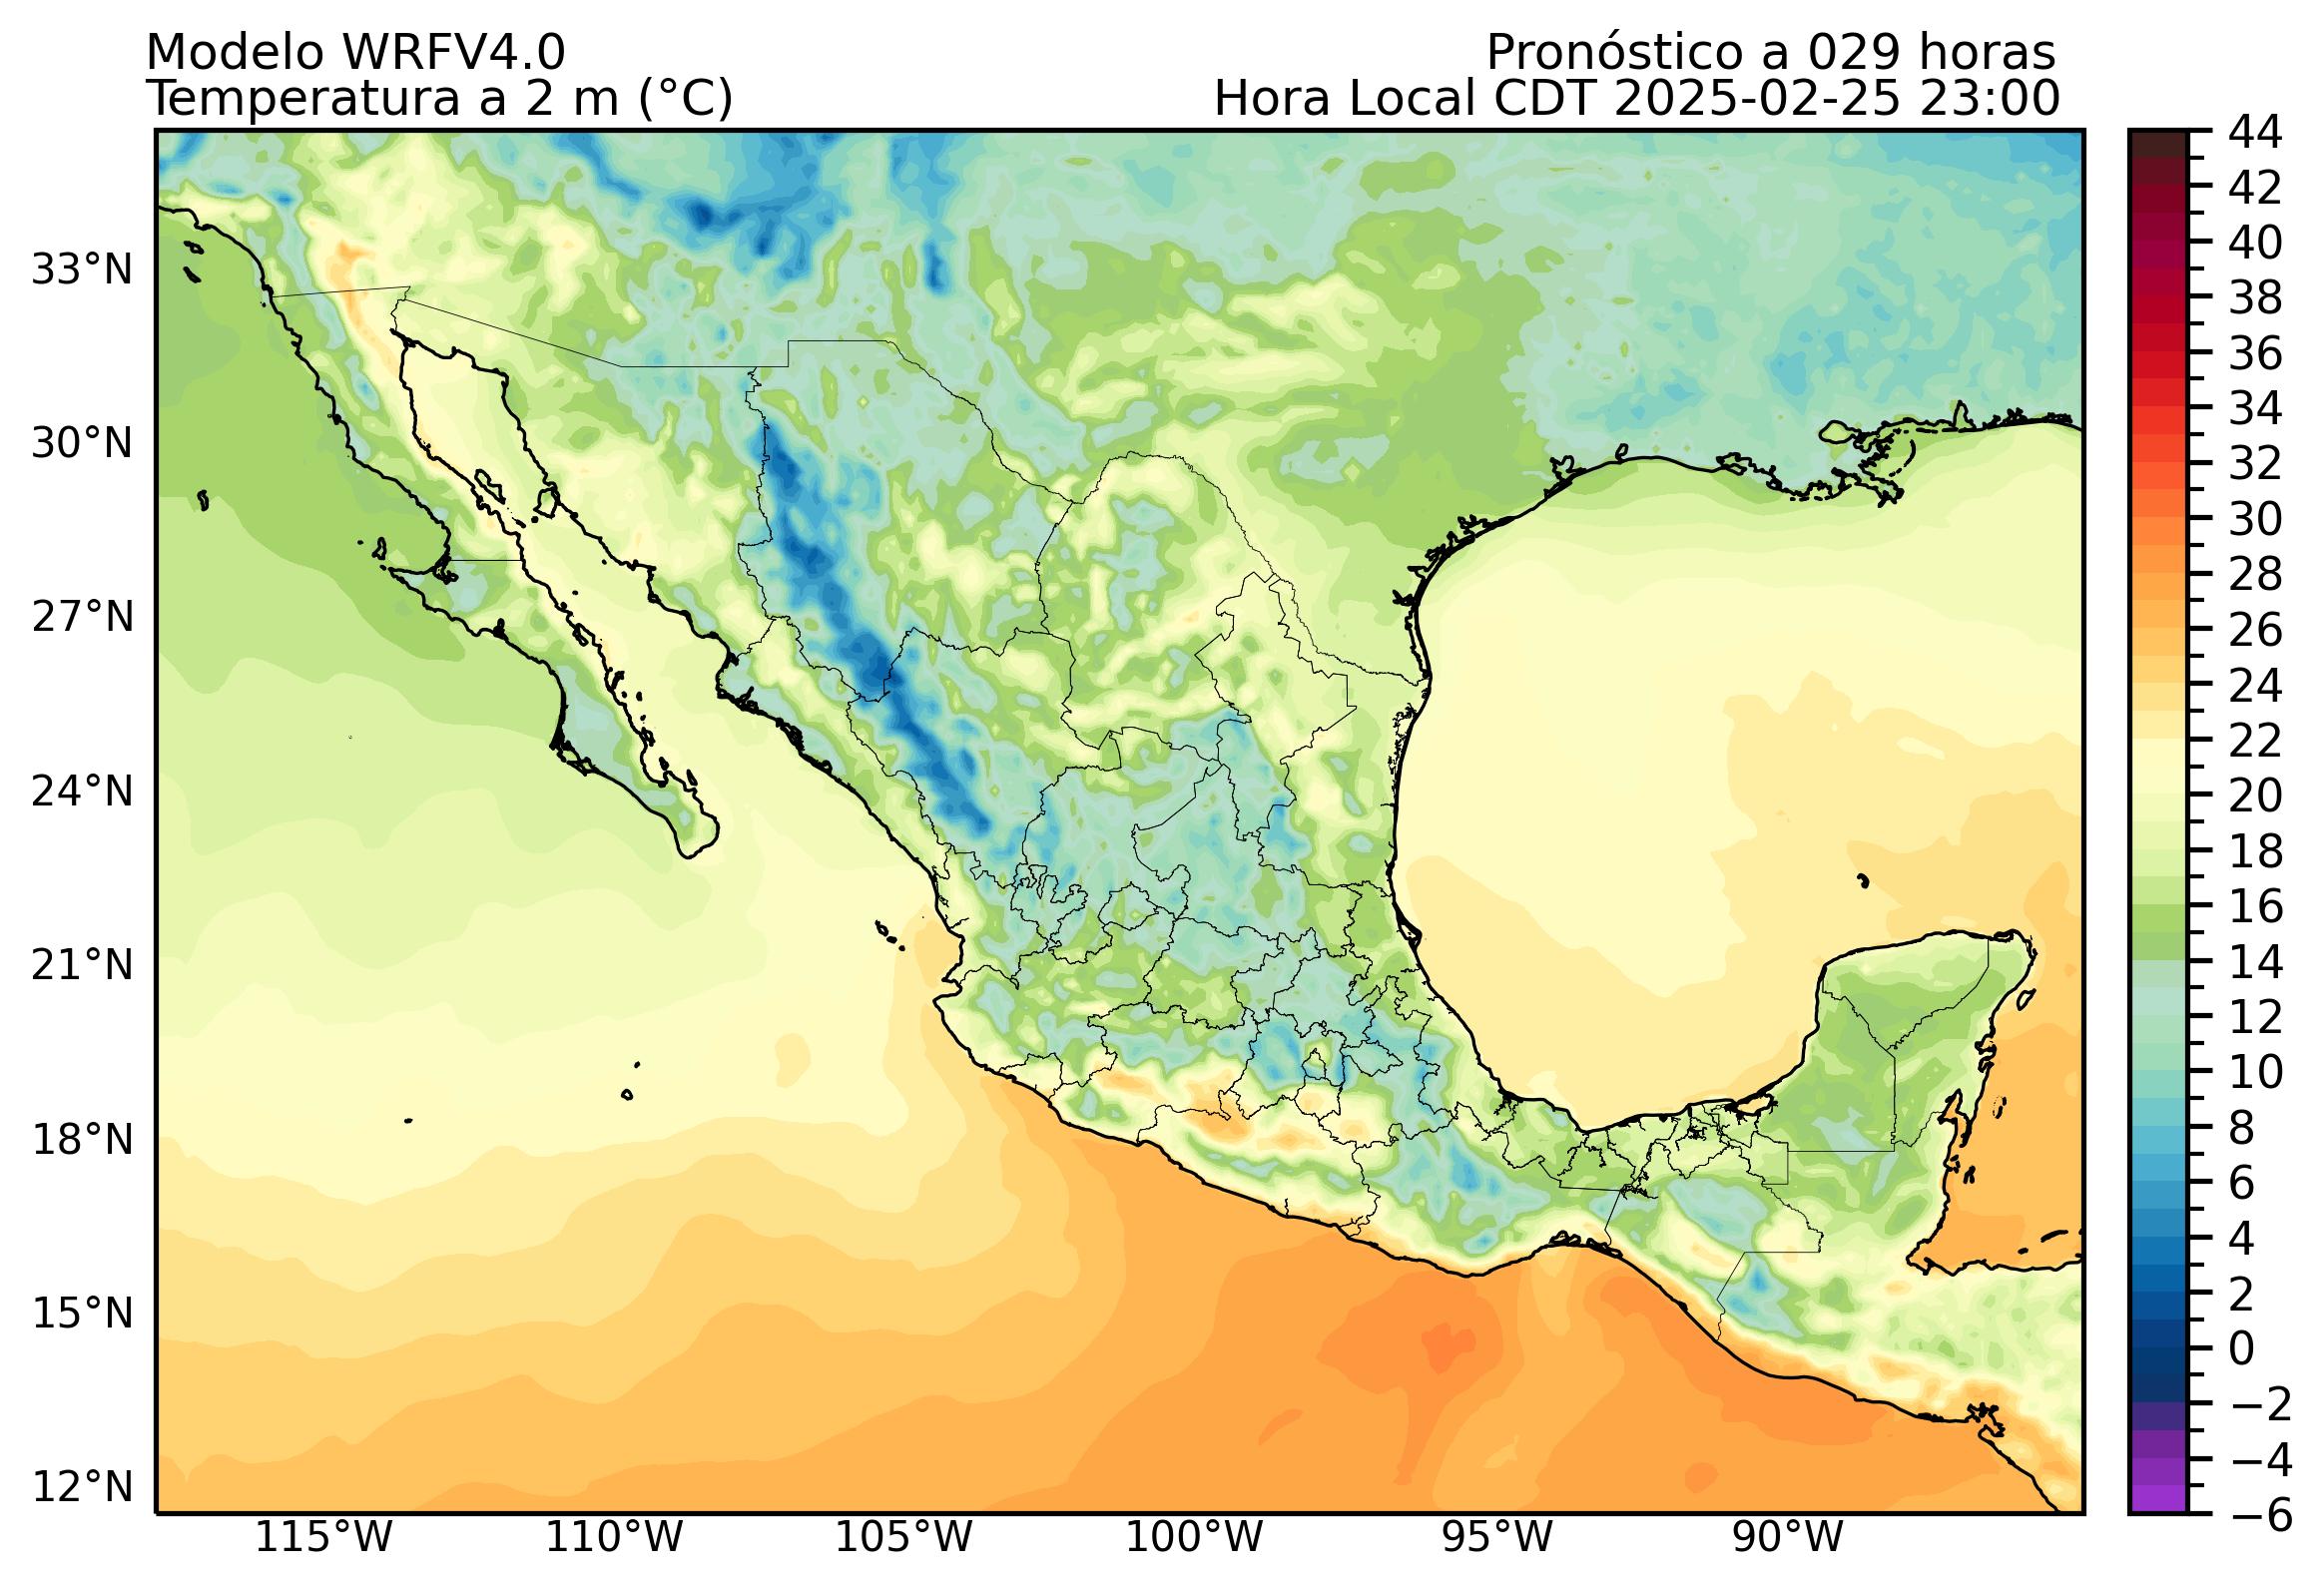 Modelo WRFV4.0
Pronóstico a 029 horas
Temperatura a 2 m (°C)
Hora Local CDT 2025-02-25 23:00
33°N
30°N
27°N
24°N
21°N
18°N
15°N
12°N
115°W
110°W
105°W
100°W
95°W
90°W
44
42
40
38
36
34
32
30
28
26
24
22
20
18
16
14
12
10
8
6
4
2
0
−2
−4
−6